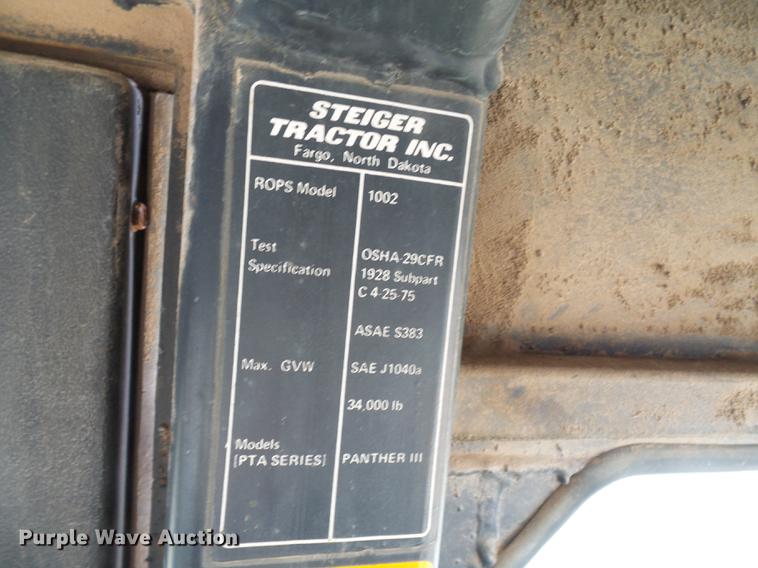 STEIGER
TRACTOR INC.
Fargo, North Dakota
ROPS Model 1002
Test OSHA-29CFR
Specification 1928 Subpart
C 4-25-75
ASAE S383
Max. GVW SAE J1040a
34,000 lb
Models
[PTA SERIES] PANTHER III
Purple Wave Auction